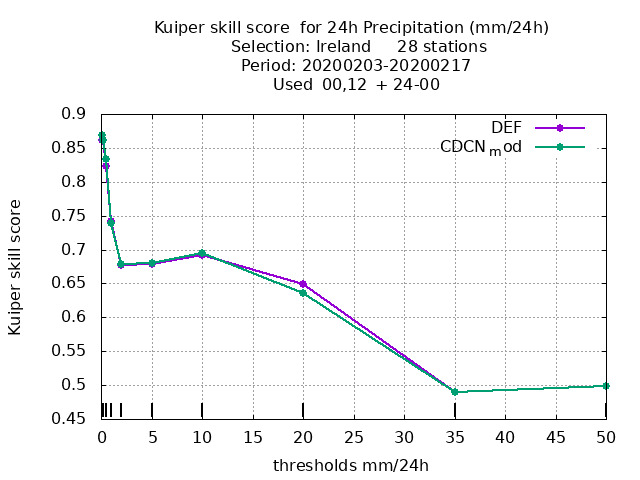 Kuiper skill score  for 24h Precipitation (mm/24h)
Selection: Ireland     28 stations
Period: 20200203-20200217
Used  00,12  + 24-00
DEF
CDCNmod
Kuiper skill score
0.9
0.85
0.8
0.75
0.7
0.65
0.6
0.55
0.5
0.45
0 5 10 15 20 25 30 35 40 45 50
thresholds mm/24h